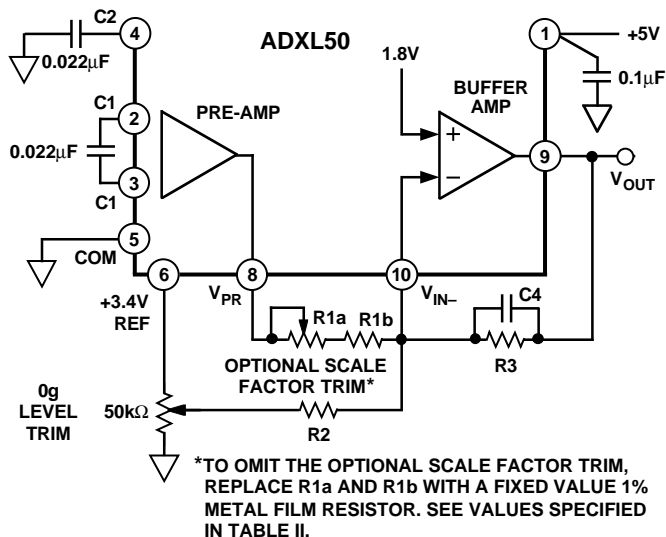 C2
4
0.022µF
ADXL50
1
+5V
1.8V
0.1µF
BUFFER
AMP
C1
2
PRE-AMP
+
0.022µF
9
−
VOUT
3
C1
5
COM
6
8
10
+3.4V
REF
VPR
VIN–
C4
R1a
R1b
R3
OPTIONAL SCALE
FACTOR TRIM*
0g
LEVEL
TRIM
50kΩ
R2
*TO OMIT THE OPTIONAL SCALE FACTOR TRIM,
REPLACE R1a AND R1b WITH A FIXED VALUE 1%
METAL FILM RESISTOR. SEE VALUES SPECIFIED
IN TABLE II.